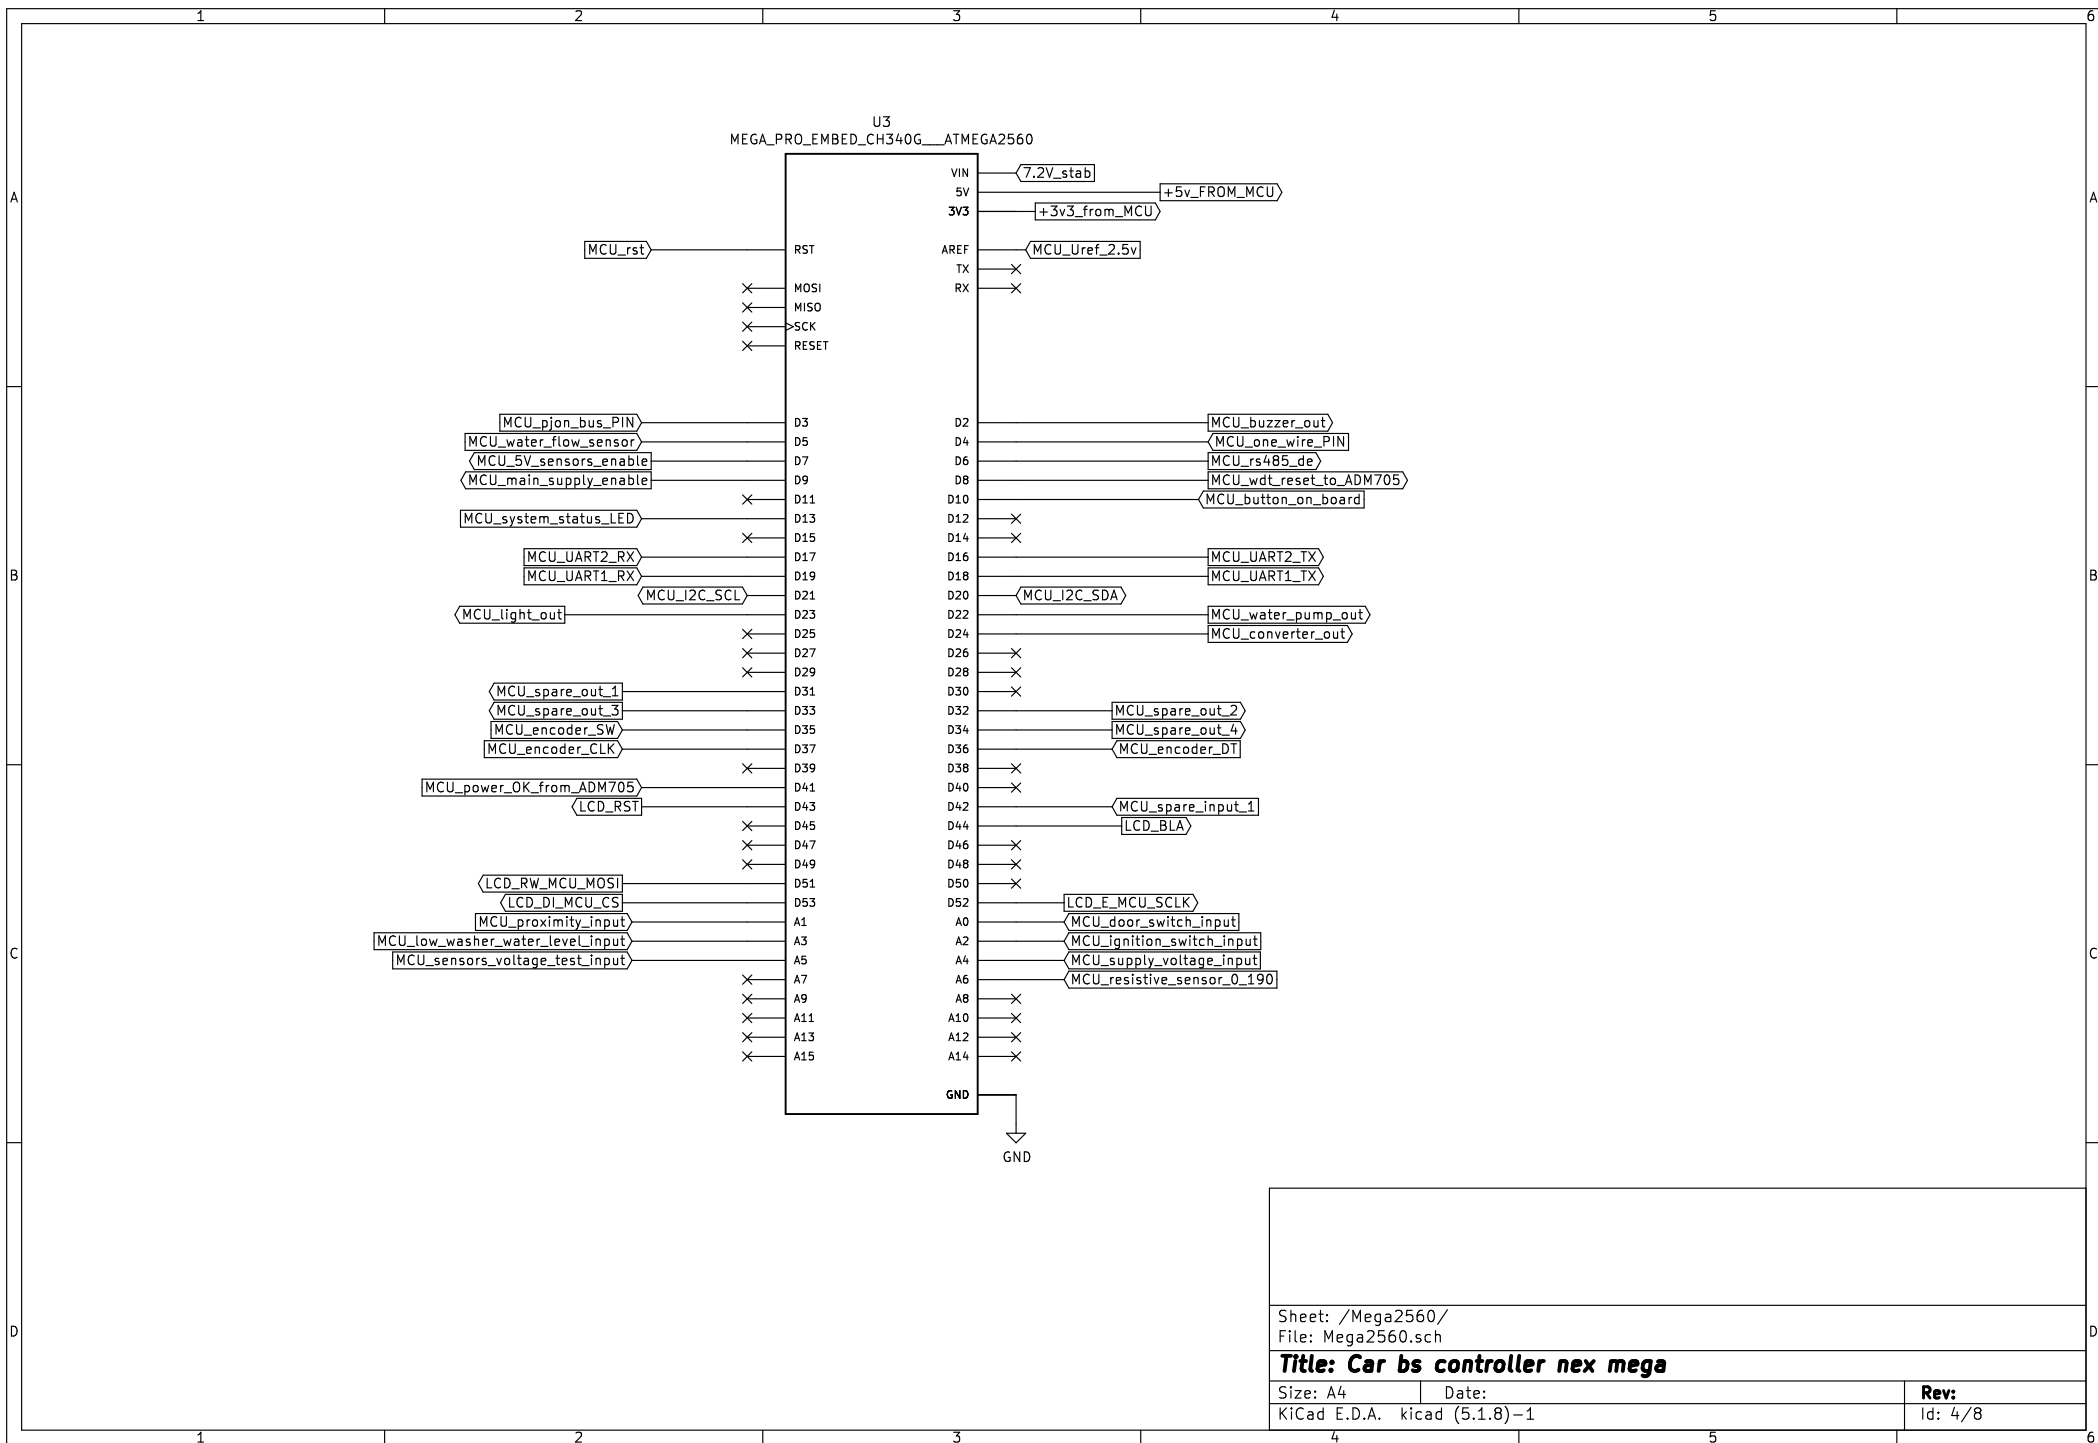 1 2 3 4 5 6
U3
MEGA_PRO_EMBED_CH340G___ATMEGA2560
VIN 7.2V_stab
A 5V +5v_FROM_MCU A
3V3 +3v3_from_MCU
MCU_rst RST AREF MCU_Uref_2.5v
TX
MOSI RX
MISO
SCK
RESET
MCU_pjon_bus_PIN D3 D2 MCU_buzzer_out
MCU_water_flow_sensor D5 D4 MCU_one_wire_PIN
MCU_5V_sensors_enable D7 D6 MCU_rs485_de
MCU_main_supply_enable D9 D8 MCU_wdt_reset_to_ADM705
D11 D10 MCU_button_on_board
MCU_system_status_LED D13 D12
D15 D14
MCU_UART2_RX D17 D16 MCU_UART2_TX
B MCU_UART1_RX D19 D18 MCU_UART1_TX B
MCU_I2C_SCL D21 D20 MCU_I2C_SDA
MCU_light_out D23 D22 MCU_water_pump_out
D25 D24 MCU_converter_out
D27 D26
D29 D28
MCU_spare_out_1 D31 D30
MCU_spare_out_3 D33 D32 MCU_spare_out_2
MCU_encoder_SW D35 D34 MCU_spare_out_4
MCU_encoder_CLK D37 D36 MCU_encoder_DT
D39 D38
MCU_power_OK_from_ADM705 D41 D40
LCD_RST D43 D42 MCU_spare_input_1
D45 D44 LCD_BLA
D47 D46
D49 D48
LCD_RW_MCU_MOSI D51 D50
LCD_DI_MCU_CS D53 D52 LCD_E_MCU_SCLK
MCU_proximity_input A1 A0 MCU_door_switch_input
MCU_low_washer_water_level_input A3 A2 MCU_ignition_switch_input
C MCU_sensors_voltage_test_input A5 A4 MCU_supply_voltage_input C
A7 A6 MCU_resistive_sensor_0_190
A9 A8
A11 A10
A13 A12
A15 A14
GND
GND
Sheet: /Mega2560/
D File: Mega2560.sch D
Title: Car bs controller nex mega
Size: A4 Date: Rev:
KiCad E.D.A. kicad (5.1.8)-1 Id: 4/8
1 2 3 4 5 6